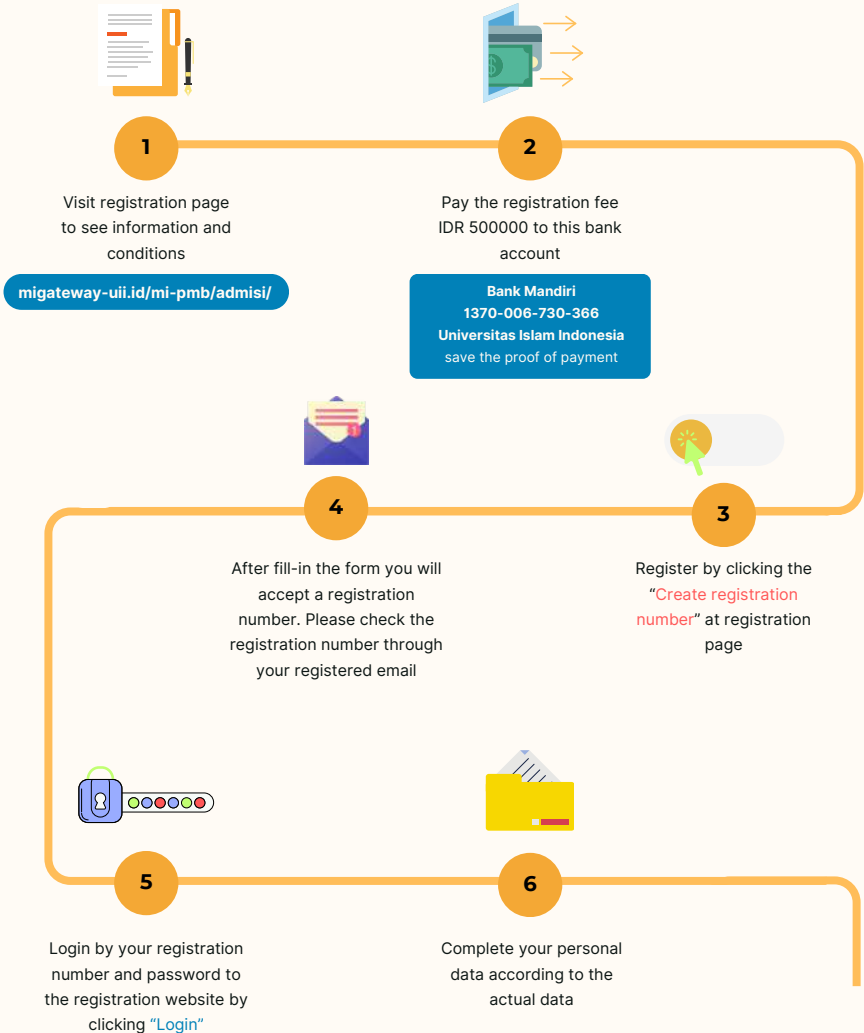 1
Visit registration page
to see information and
conditions
migateway-uii.id/mi-pmb/admisi/
2
Pay the registration fee
IDR 500000 to this bank
account
Bank Mandiri
1370-006-730-366
Universitas Islam Indonesia
save the proof of payment
3
Register by clicking the
“Create registration
number” at registration
page
4
After fill-in the form you will
accept a registration
number. Please check the
registration number through
your registered email
5
Login by your registration
number and password to
the registration website by
clicking “Login”
6
Complete your personal
data according to the
actual data